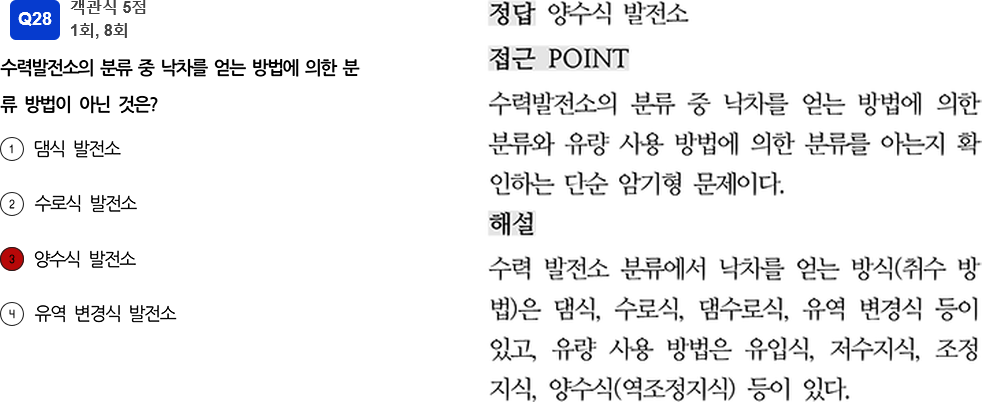 Q28 객관식 5점
1회, 8회
수력발전소의 분류 중 낙차를 얻는 방법에 의한 분
류 방법이 아닌 것은?
1 댐식 발전소
2 수로식 발전소
3 양수식 발전소
4 유역 변경식 발전소
정답 양수식 발전소
접근 POINT
수력발전소의 분류 중 낙차를 얻는 방법에 의한
분류와 유량 사용 방법에 의한 분류를 아는지 확
인하는 단순 암기형 문제이다.
해설
수력 발전소 분류에서 낙차를 얻는 방식(취수 방
법)은 댐식, 수로식, 댐수로식, 유역 변경식 등이
있고, 유량 사용 방법은 유입식, 저수지식, 조정
지식, 양수식(역조정지식) 등이 있다.